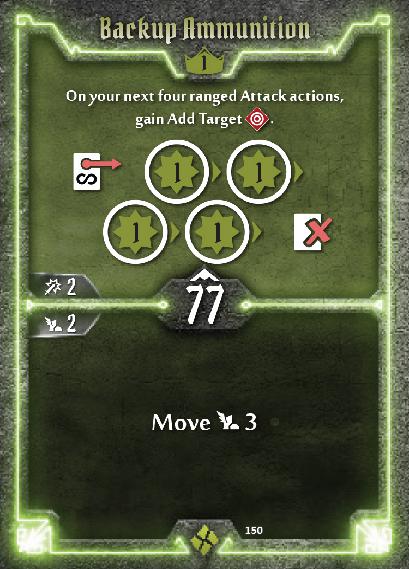 Backup Ammunition
1
On your next four ranged Attack actions,
gain Add Target.
1 1
1 1
2
77
2
Move 3
150